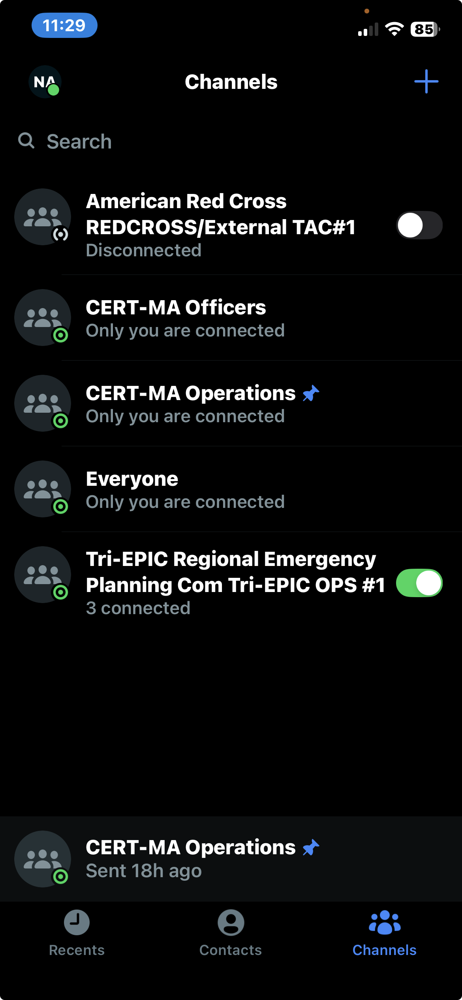 11:29
85
NA
Channels
Search
American Red Cross
REDCROSS/External TAC#1
Disconnected
CERT-MA Officers
Only you are connected
CERT-MA Operations
Only you are connected
Everyone
Only you are connected
Tri-EPIC Regional Emergency
Planning Com Tri-EPIC OPS #1
3 connected
CERT-MA Operations
Sent 18h ago
Recents
Contacts
Channels